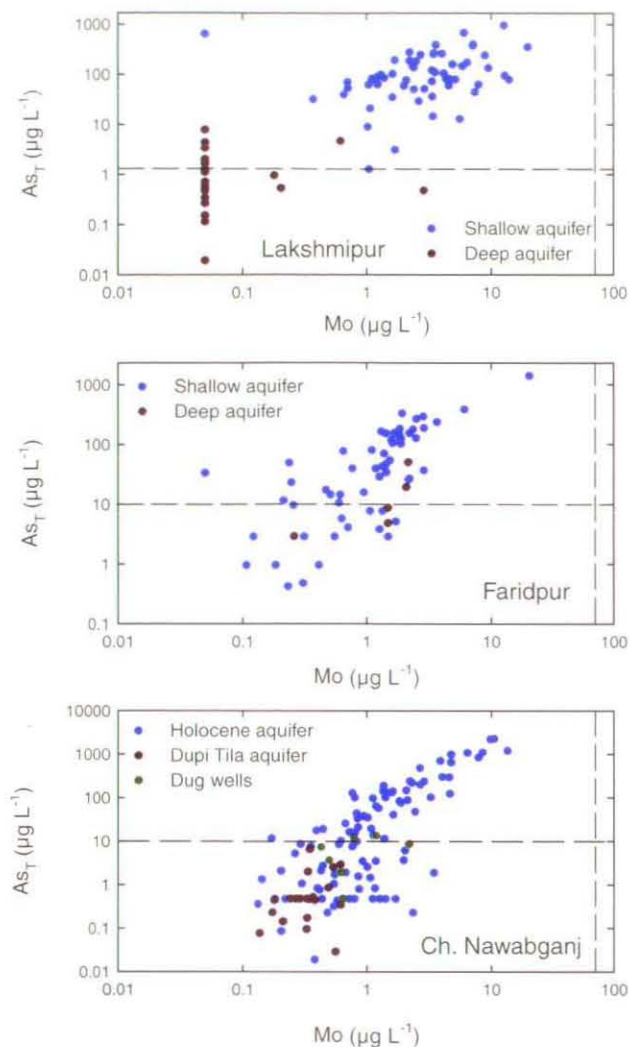 1000
100
10
1
0.1
0.01
As_T (µg L⁻¹)
Lakshmipur
Shallow aquifer
Deep aquifer
0.01 0.1 1 10 100
Mo (µg L⁻¹)
1000
100
10
1
0.1
As_T (µg L⁻¹)
Shallow aquifer
Deep aquifer
Faridpur
0.01 0.1 1 10 100
Mo (µg L⁻¹)
10000
1000
100
10
1
0.1
0.01
As_T (µg L⁻¹)
Holocene aquifer
Dupi Tila aquifer
Dug wells
Ch. Nawabganj
0.01 0.1 1 10 100
Mo (µg L⁻¹)